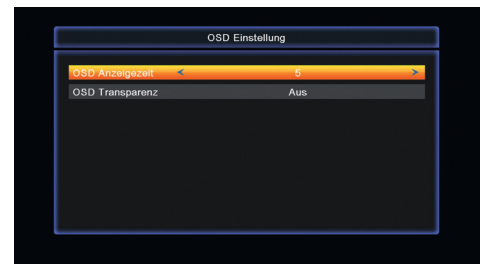 OSD Einstellung
OSD Anzeigezeit < 5 >
OSD Transparenz Aus